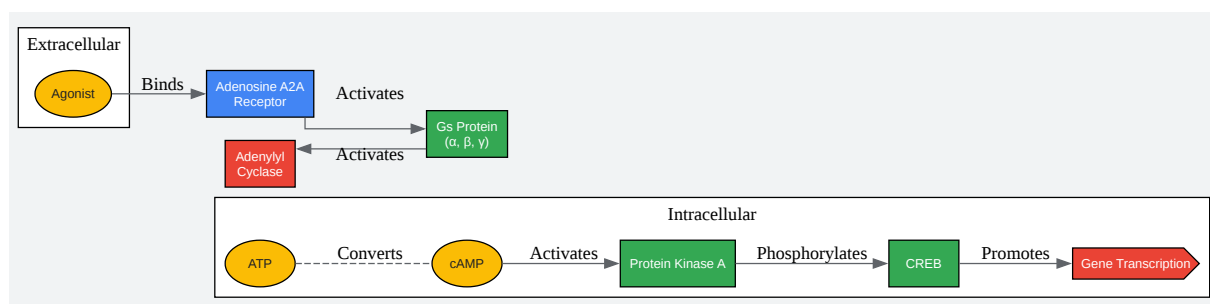 Extracellular
Agonist
Binds
Adenosine A2A
Receptor
Activates
Gs Protein
(α, β, γ)
Activates
Adenylyl
Cyclase
Intracellular
ATP
Converts
cAMP
Activates
Protein Kinase A
Phosphorylates
CREB
Promotes
Gene Transcription